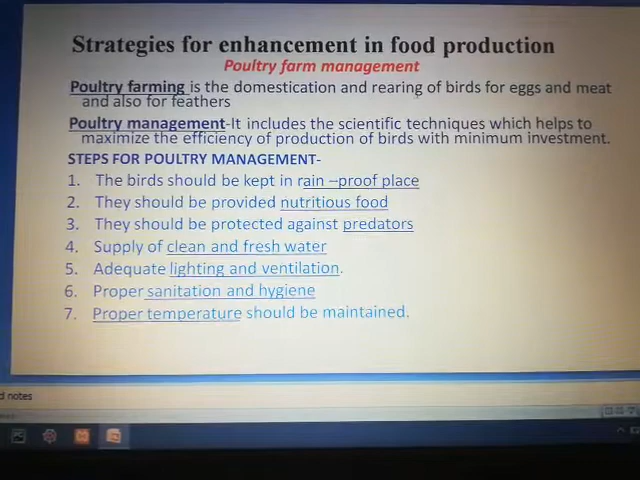 Strategies for enhancement in food production
Poultry farm management
Poultry farming is the domestication and rearing of birds for eggs and meat
and also for feathers
Poultry management-It includes the scientific techniques which helps to
maximize the efficiency of production of birds with minimum investment.
STEPS FOR POULTRY MANAGEMENT-
1. The birds should be kept in rain –proof place
2. They should be provided nutritious food
3. They should be protected against predators
4. Supply of clean and fresh water
5. Adequate lighting and ventilation.
6. Proper sanitation and hygiene
7. Proper temperature should be maintained.
d notes